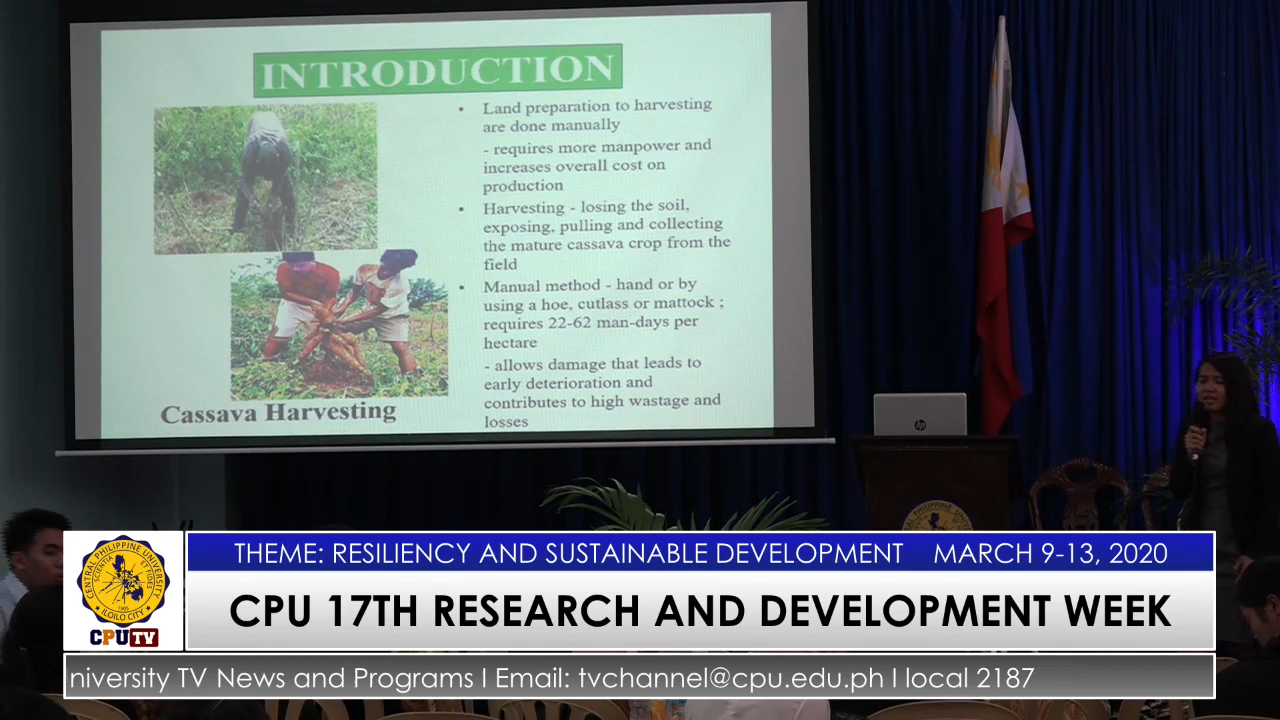 INTRODUCTION
• Land preparation to harvesting
are done manually
- requires more manpower and
increases overall cost on
production
• Harvesting - losing the soil,
exposing, pulling and collecting
the mature cassava crop from the
field
• Manual method - hand or by
using a hoe, cutlass or mattock ;
requires 22-62 man-days per
hectare
- allows damage that leads to
early deterioration and
contributes to high wastage and
losses
Cassava Harvesting
hp
CENTRAL PHILIPPINE UNIVERSITY
SCIENTIA ET FIDES
1905
ILOILO CITY
CPUTV
THEME: RESILIENCY AND SUSTAINABLE DEVELOPMENT MARCH 9-13, 2020
CPU 17TH RESEARCH AND DEVELOPMENT WEEK
niversity TV News and Programs l Email: tvchannel@cpu.edu.ph l local 2187